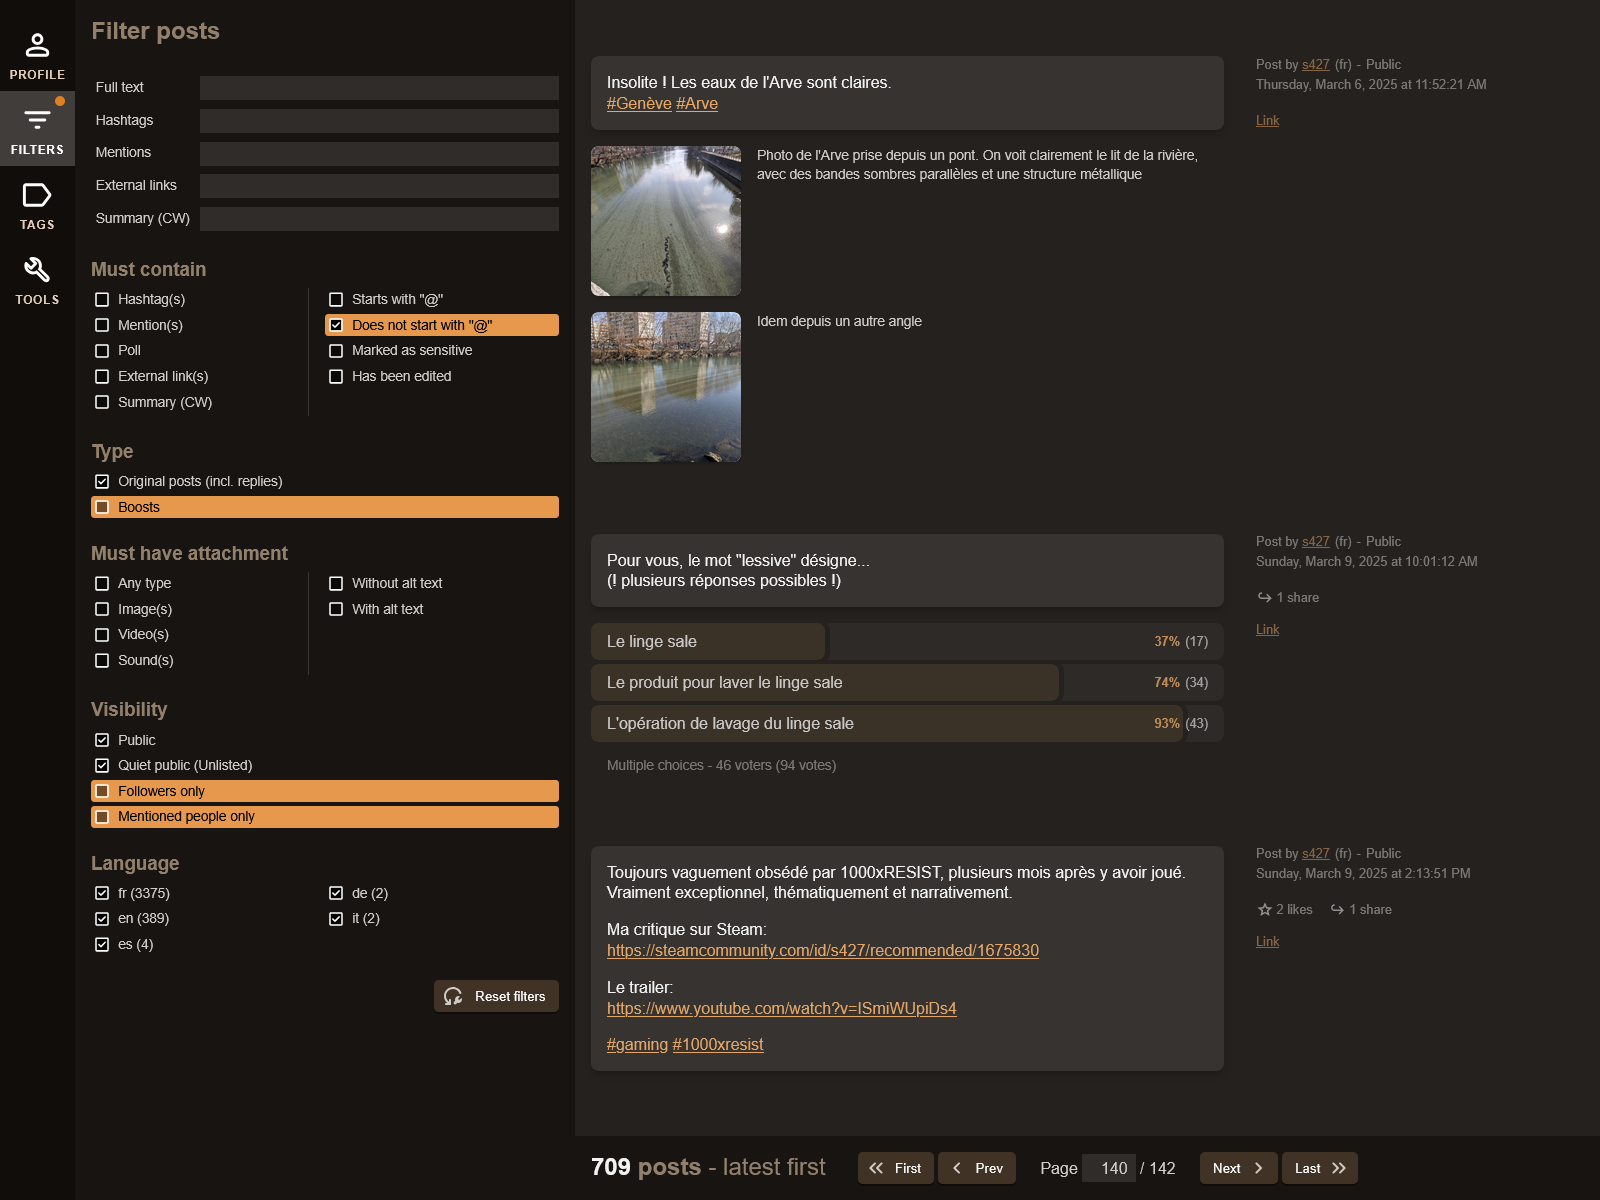 PROFILE
FILTERS
TAGS
TOOLS
Filter posts
Full text
Hashtags
Mentions
External links
Summary (CW)
Must contain
Hashtag(s)
Mention(s)
Poll
External link(s)
Summary (CW)
Starts with "@"
Does not start with "@"
Marked as sensitive
Has been edited
Type
Original posts (incl. replies)
Boosts
Must have attachment
Any type
Image(s)
Video(s)
Sound(s)
Without alt text
With alt text
Visibility
Public
Quiet public (Unlisted)
Followers only
Mentioned people only
Language
fr (3375)
en (389)
es (4)
de (2)
it (2)
Reset filters
Insolite ! Les eaux de l'Arve sont claires.
#Genève #Arve
Post by s427 (fr) - Public
Thursday, March 6, 2025 at 11:52:21 AM
Link
Photo de l'Arve prise depuis un pont. On voit clairement le lit de la rivière,
avec des bandes sombres parallèles et une structure métallique
Idem depuis un autre angle
Pour vous, le mot "lessive" désigne...
(! plusieurs réponses possibles !)
Post by s427 (fr) - Public
Sunday, March 9, 2025 at 10:01:12 AM
1 share
Link
Le linge sale 37% (17)
Le produit pour laver le linge sale 74% (34)
L'opération de lavage du linge sale 93% (43)
Multiple choices - 46 voters (94 votes)
Toujours vaguement obsédé par 1000xRESIST, plusieurs mois après y avoir joué.
Vraiment exceptionnel, thématiquement et narrativement.
Ma critique sur Steam:
https://steamcommunity.com/id/s427/recommended/1675830
Le trailer:
https://www.youtube.com/watch?v=ISmiWUpiDs4
#gaming #1000xresist
Post by s427 (fr) - Public
Sunday, March 9, 2025 at 2:13:51 PM
2 likes 1 share
Link
709 posts - latest first
First
Prev
Page 140 / 142
Next
Last